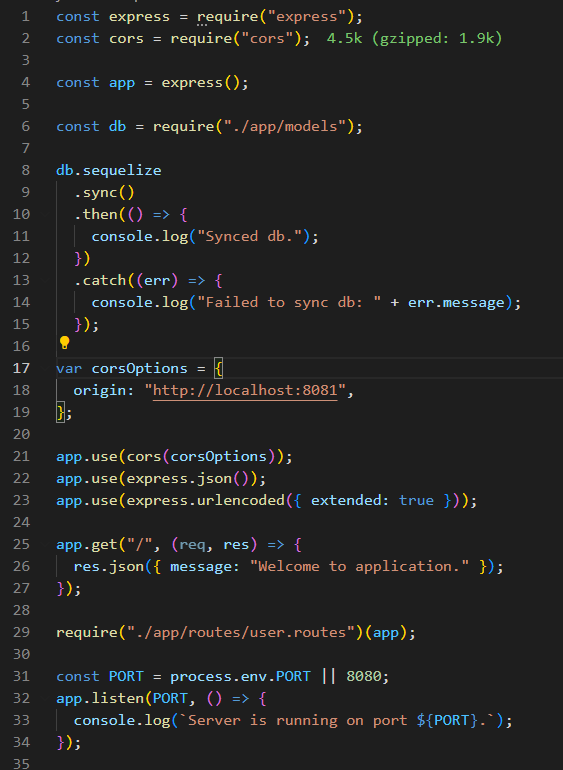 1 const express = require("express");
2 const cors = require("cors"); 4.5k (gzipped: 1.9k)
3
4 const app = express();
5
6 const db = require("./app/models");
7
8 db.sequelize
9   .sync()
10   .then(() => {
11     console.log("Synced db.");
12   })
13   .catch((err) => {
14     console.log("Failed to sync db: " + err.message);
15   });
16
17 var corsOptions = {
18   origin: "http://localhost:8081",
19 };
20
21 app.use(cors(corsOptions));
22 app.use(express.json());
23 app.use(express.urlencoded({ extended: true }));
24
25 app.get("/", (req, res) => {
26   res.json({ message: "Welcome to application." });
27 });
28
29 require("./app/routes/user.routes")(app);
30
31 const PORT = process.env.PORT || 8080;
32 app.listen(PORT, () => {
33   console.log(`Server is running on port ${PORT}.`);
34 });
35